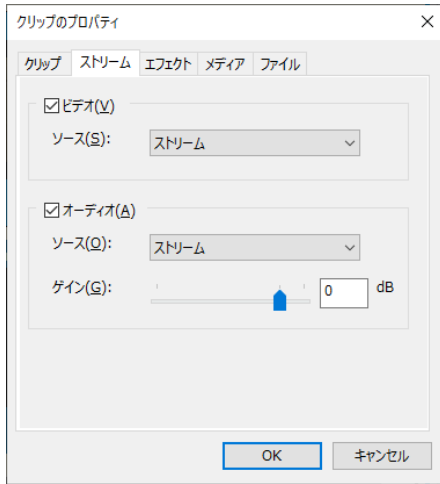 クリップのプロパティ
クリップ ストリーム エフェクト メディア ファイル
ビデオ(V)
ソース(S): ストリーム
オーディオ(A)
ソース(O): ストリーム
ゲイン(G): 0 dB
OK キャンセル